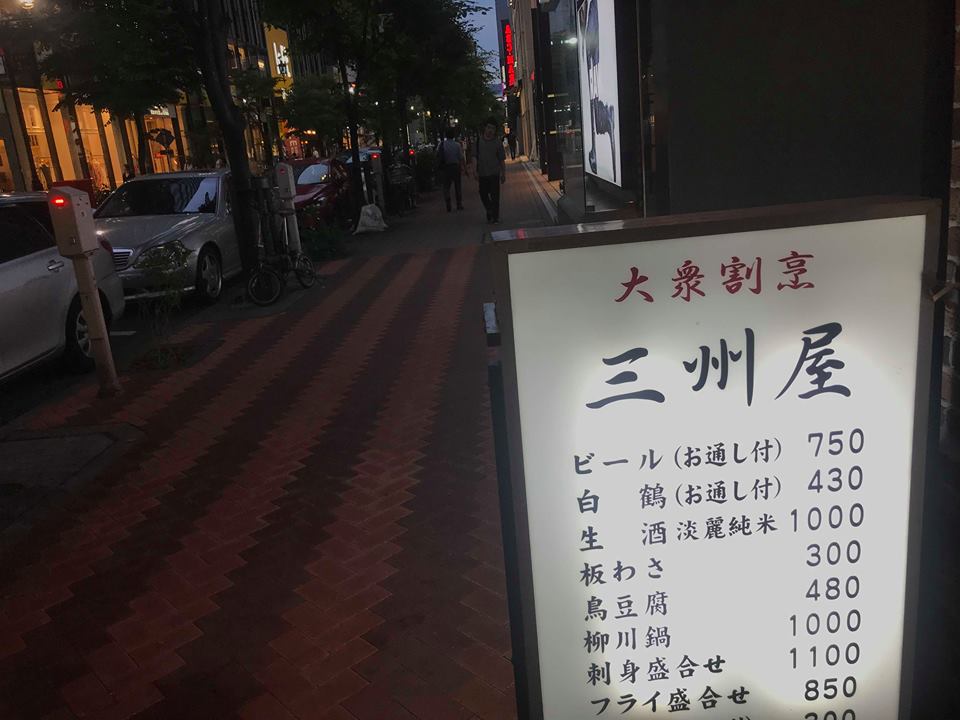 大衆割烹
三州屋
ビール(お通し付) 750
白鶴(お通し付) 430
生酒 淡麗純米 1000
板わさ 300
鳥豆腐 480
柳川鍋 1000
刺身盛合せ 1100
フライ盛合せ 850